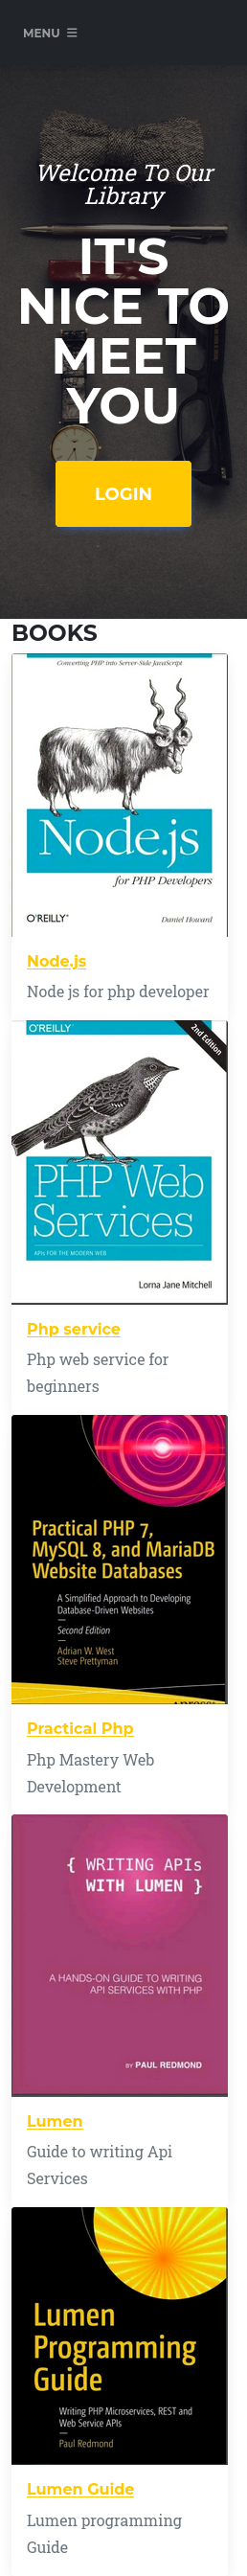 MENU
Welcome To Our
Library
IT'S
NICE TO
MEET
YOU
LOGIN
BOOKS
Converting PHP into Server-Side JavaScript
Node.js
for PHP Developers
O'REILLY
Daniel Howard
Node.js
Node js for php developer
O'REILLY
2nd Edition
PHP Web
Services
APIS FOR THE MODERN WEB
Lorna Jane Mitchell
Php service
Php web service for
beginners
Practical PHP 7,
MySQL 8, and MariaDB
Website Databases
A Simplified Approach to Developing
Database-Driven Websites
Second Edition
Adrian W. West
Steve Prettyman
Practical Php
Php Mastery Web
Development
{ WRITING APIs
WITH LUMEN }
A HANDS-ON GUIDE TO WRITING
API SERVICES WITH PHP
BY PAUL REDMOND
Lumen
Guide to writing Api
Services
Lumen
Programming
Guide
Writing PHP Microservices, REST and
Web Service APIs
Paul Redmond
Lumen Guide
Lumen programming
Guide